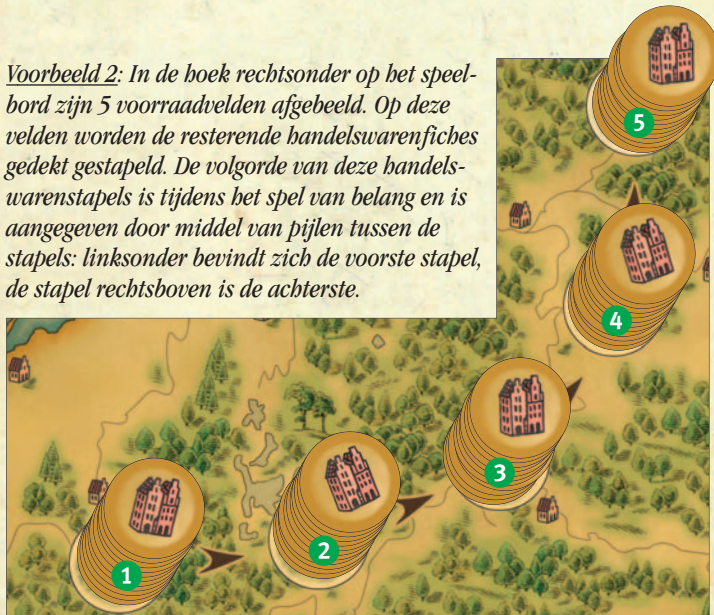 Voorbeeld 2: In de hoek rechtsonder op het speel-
bord zijn 5 voorraadvelden afgebeeld. Op deze
velden worden de resterende handelswarenfiches
gedekt gestapeld. De volgorde van deze handels-
warenstapels is tijdens het spel van belang en is
aangegeven door middel van pijlen tussen de
stapels: linksonder bevindt zich de voorste stapel,
de stapel rechtsboven is de achterste.
5
4
3
2
1